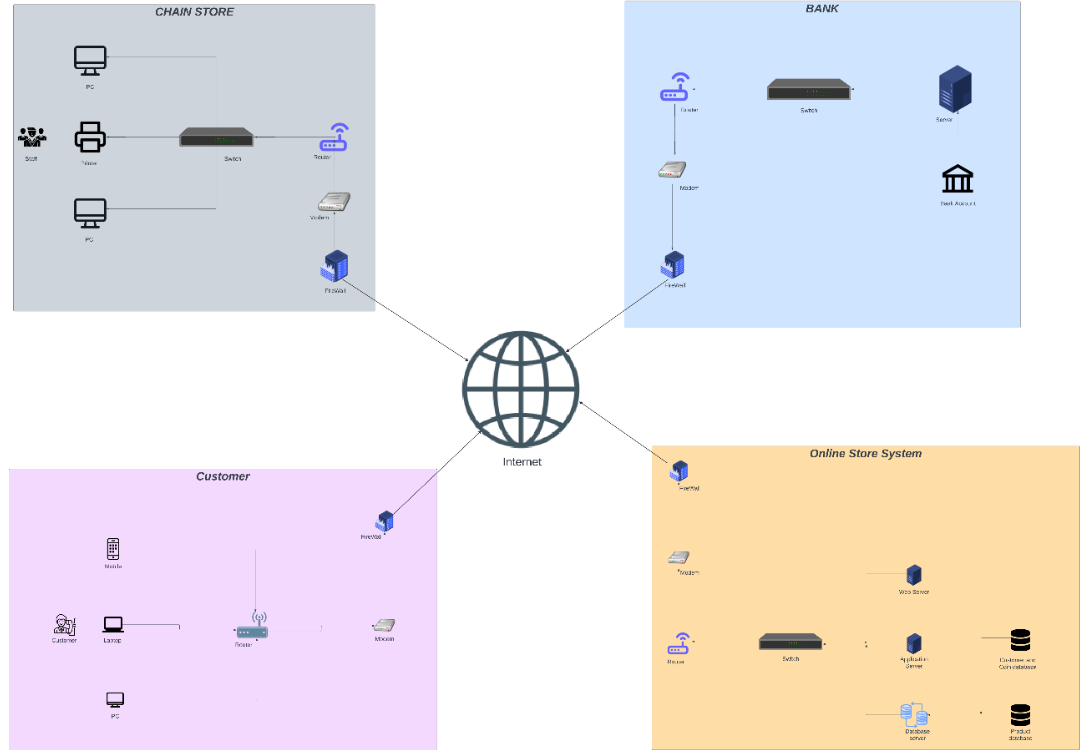 CHAIN STORE
PC
Staff
Printer
Switch
Router
PC
Modem
FireWall
BANK
Router
Switch
Server
Modem
Bank Account
FireWall
Internet
Customer
FireWall
Mobile
Customer
Laptop
Router
Modem
PC
Online Store System
FireWall
Modem
Web Server
Router
Switch
Application
Server
Customer and
Coin database
Database
server
Product
database